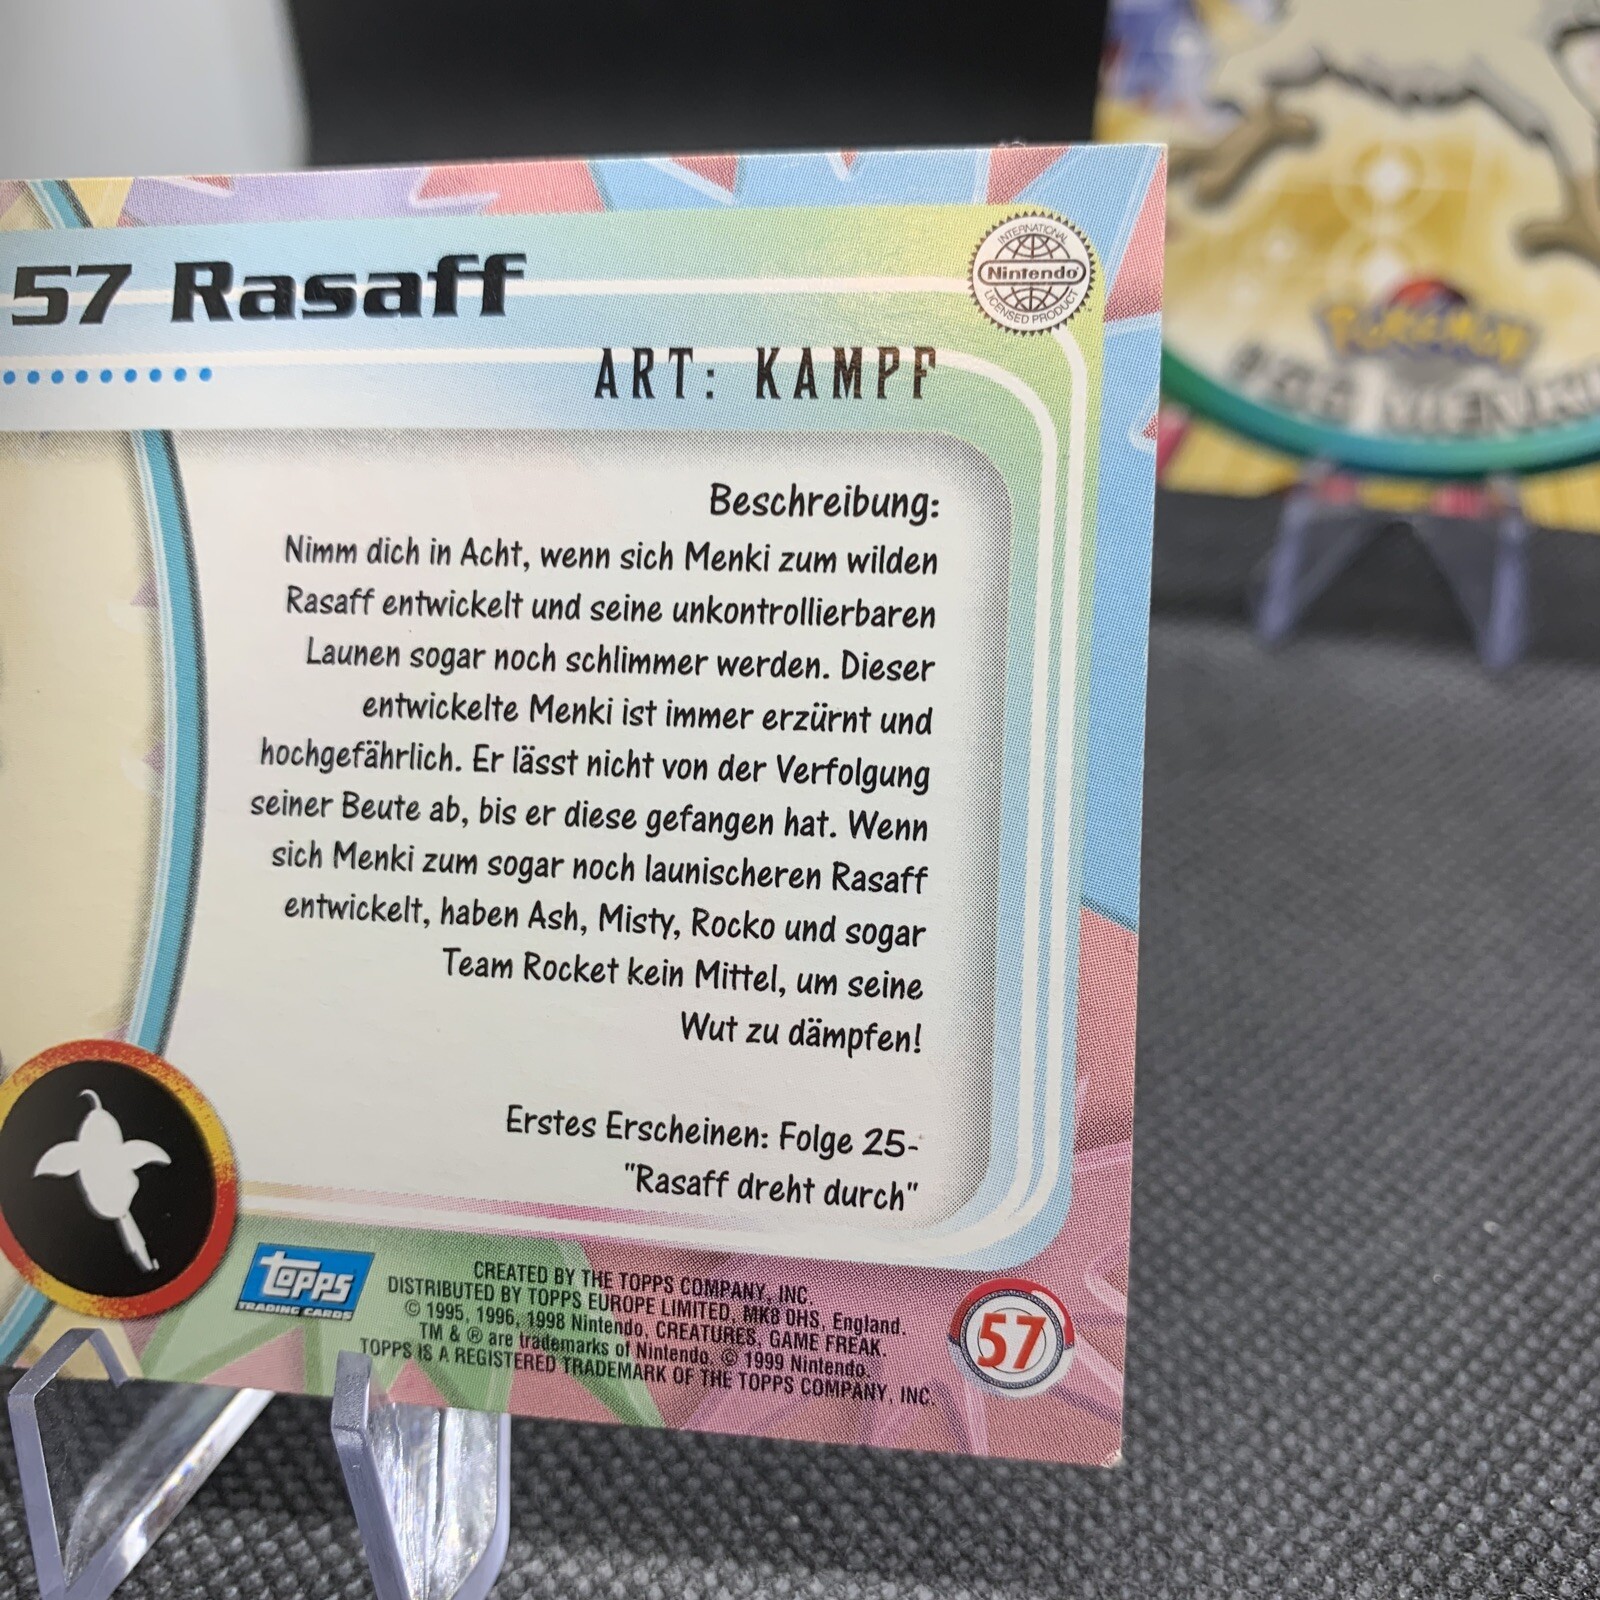 57 Rasaff
INTERNATIONAL
Nintendo
LICENSED PRODUCT
ART: KAMPF
Beschreibung:
Nimm dich in Acht, wenn sich Menki zum wilden
Rasaff entwickelt und seine unkontrollierbaren
Launen sogar noch schlimmer werden. Dieser
entwickelte Menki ist immer erzürnt und
hochgefährlich. Er lässt nicht von der Verfolgung
seiner Beute ab, bis er diese gefangen hat. Wenn
sich Menki zum sogar noch launischeren Rasaff
entwickelt, haben Ash, Misty, Rocko und sogar
Team Rocket kein Mittel, um seine
Wut zu dämpfen!
Erstes Erscheinen: Folge 25-
"Rasaff dreht durch"
topps
TRADING CARDS
CREATED BY THE TOPPS COMPANY, INC.
DISTRIBUTED BY TOPPS EUROPE LIMITED, MK8 0HS, England.
© 1995, 1996, 1998 Nintendo, CREATURES, GAME FREAK.
TM & ® are trademarks of Nintendo. © 1999 Nintendo.
TOPPS IS A REGISTERED TRADEMARK OF THE TOPPS COMPANY, INC.
57
POKéMON